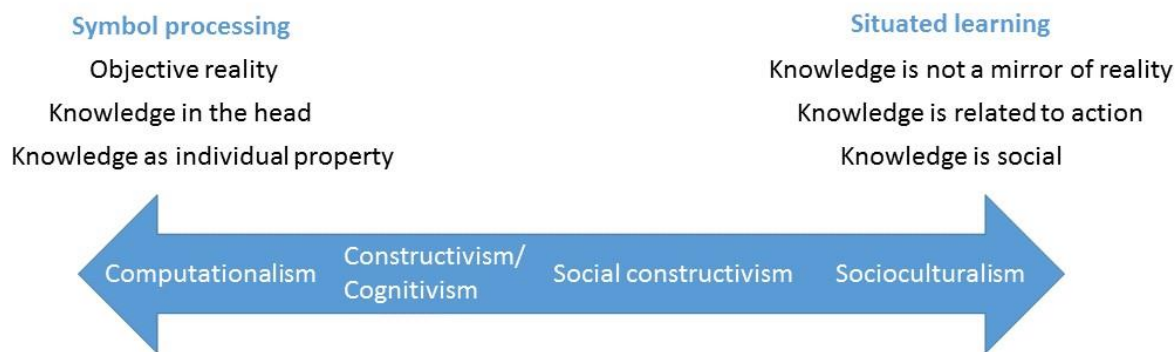 Symbol processing
Objective reality
Knowledge in the head
Knowledge as individual property
Situated learning
Knowledge is not a mirror of reality
Knowledge is related to action
Knowledge is social
Computationalism
Constructivism/
Cognitivism
Social constructivism
Socioculturalism